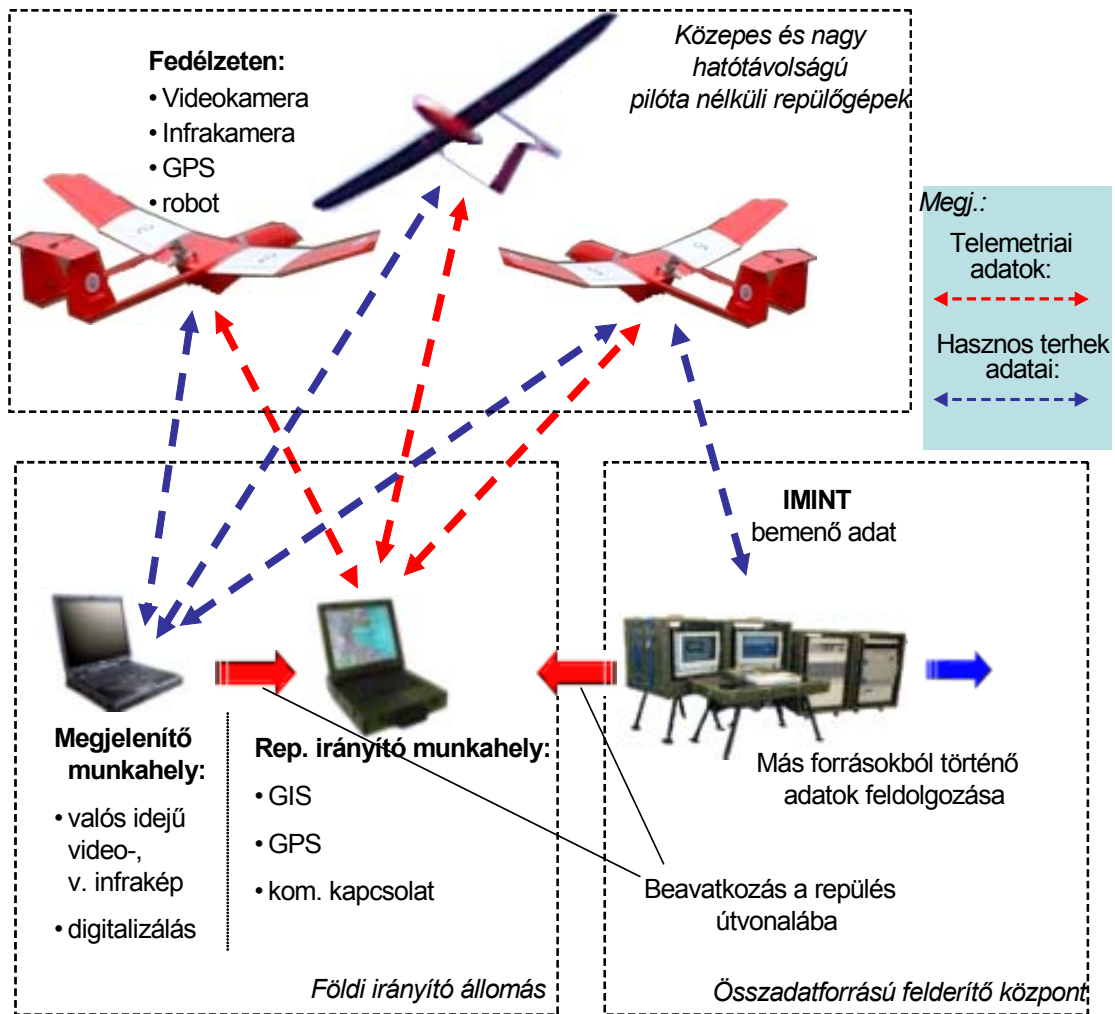 Fedélzeten:
• Videokamera
• Infrakamera
• GPS
• robot
Közepes és nagy
hatótávolságú
pilóta nélküli repülőgépek
Megj.:
Telemetriai
adatok:
Hasznos terhek
adatai:
IMINT
bemenő adat
Megjelenítő
munkahely:
• valós idejű
video-,
v. infrakép
• digitalizálás
Rep. irányító munkahely:
• GIS
• GPS
• kom. kapcsolat
Más forrásokból történő
adatok feldolgozása
Beavatkozás a repülés
útvonalába
Földi irányító állomás
Összadatforrású felderítő központ